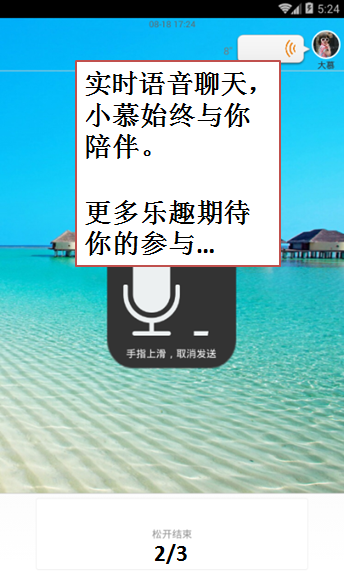 5:24
08-18 17:24
8"
大慕
实时语音聊天，
小慕始终与你
陪伴。
更多乐趣期待
你的参与...
手指上滑，取消发送
松开结束
2/3